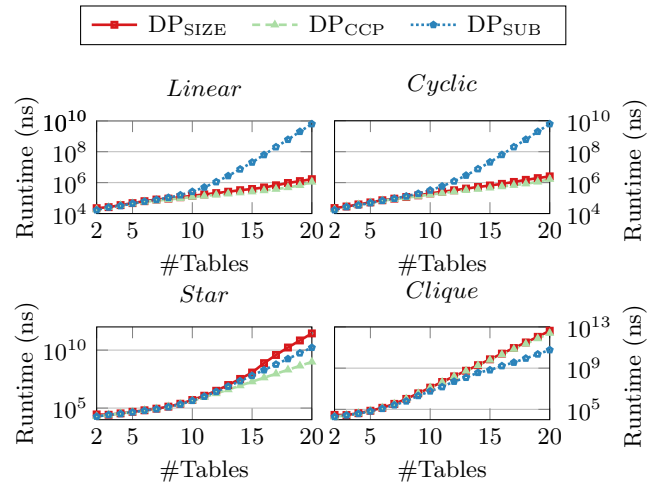 DP_SIZE DP_CCP DP_SUB
Linear
Cyclic
10^10
10^8
10^6
10^4
Runtime (ns)
2 5 10 15 20
#Tables
10^10
10^8
10^6
10^4
Runtime (ns)
2 5 10 15 20
#Tables
Star
Clique
10^10
10^5
Runtime (ns)
2 5 10 15 20
#Tables
10^13
10^9
10^5
Runtime (ns)
2 5 10 15 20
#Tables